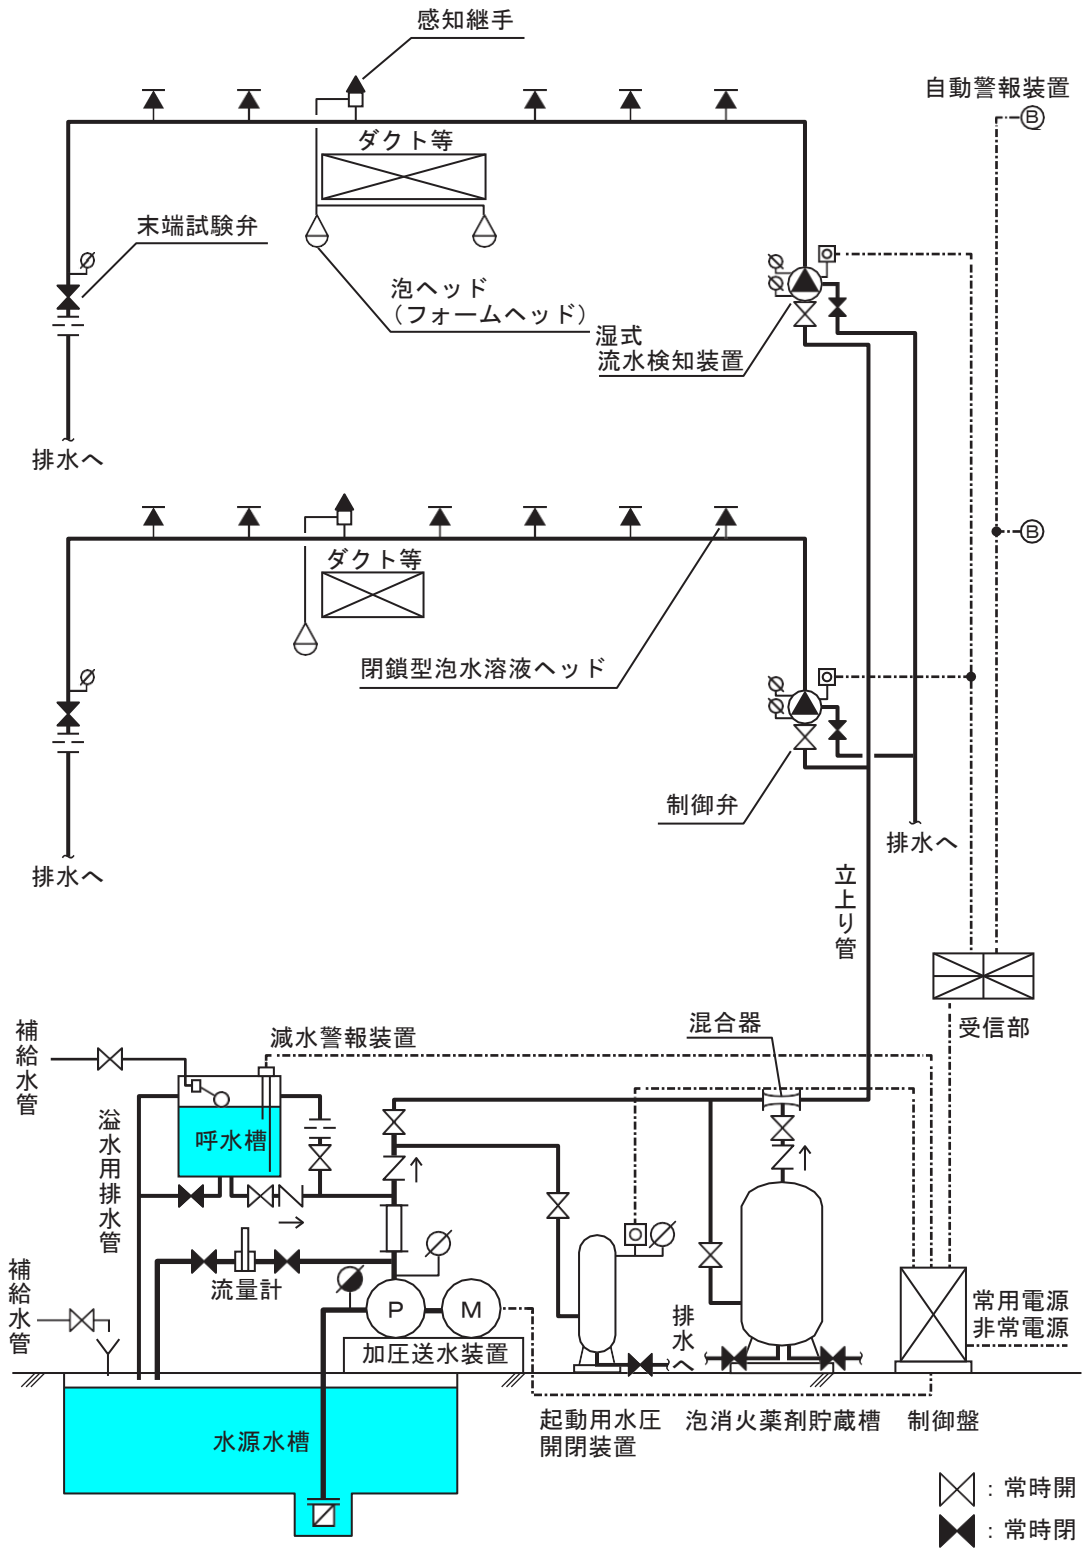 感知継手
自動警報装置
B
ダクト等
末端試験弁
泡ヘッド
(フォームヘッド)
湿式
流水検知装置
排水へ
B
ダクト等
閉鎖型泡水溶液ヘッド
制御弁
排水へ
排水へ
立上り管
受信部
混合器
減水警報装置
補給水管
呼水槽
溢水用排水管
流量計
補給水管
P
M
加圧送水装置
排水へ
常用電源
非常電源
水源水槽
起動用水圧
開閉装置
泡消火薬剤貯蔵槽
制御盤
：常時開
：常時閉